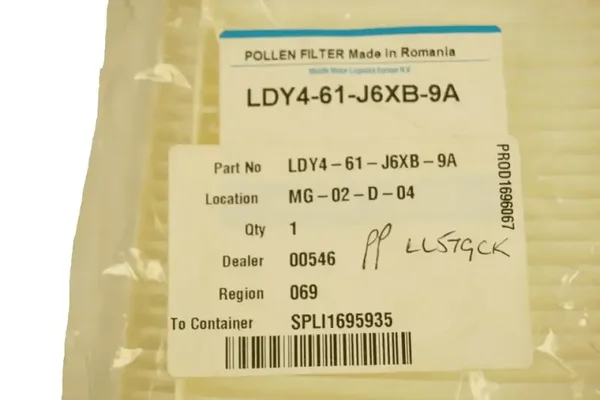 POLLEN FILTER Made in Romania
Mazda Motor Logistics Europe N.V.
LDY4-61-J6XB-9A
Part No LDY4-61-J6XB-9A
Location MG-02-D-04
Qty 1
Dealer 00546
Region 069
To Container SPLI1695935
PROD1696067
PP